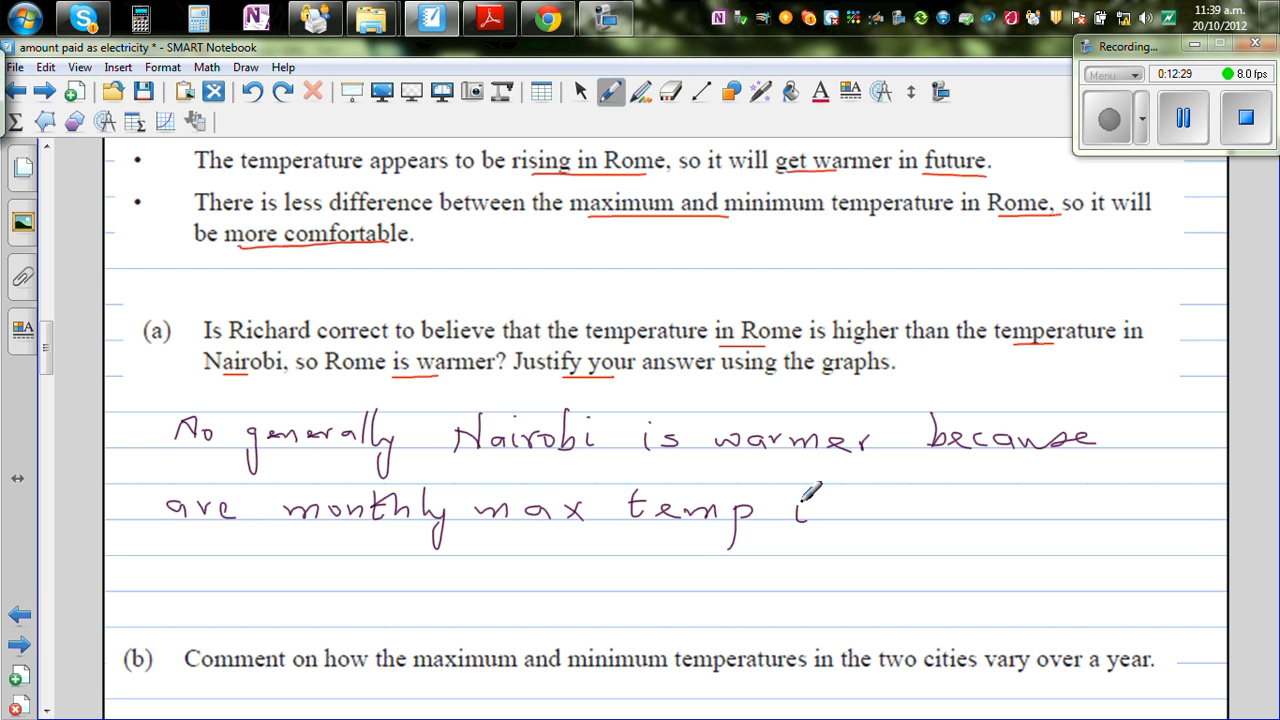 11:39 a.m.
20/10/2012
amount paid as electricity * - SMART Notebook
Recording...
File Edit View Insert Format Math Draw Help
Menu 0:12:29 8.0 fps
• The temperature appears to be rising in Rome, so it will get warmer in future.
• There is less difference between the maximum and minimum temperature in Rome, so it will
be more comfortable.
(a) Is Richard correct to believe that the temperature in Rome is higher than the temperature in
Nairobi, so Rome is warmer? Justify your answer using the graphs.
No generally Nairobi is warmer because
ave monthly max temp i
(b) Comment on how the maximum and minimum temperatures in the two cities vary over a year.